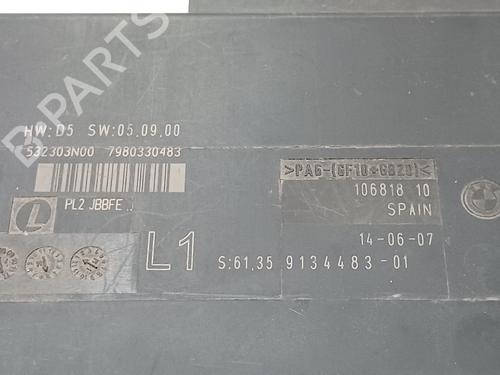 B-PARTS
HW:D5 SW:05.09.00
532303N00 7980330483
PL2 JBBFE..
L
L1
>PA6-(GF10+GB20)<
106818 10
SPAIN
14-06-07
S:61.35 9134483-01